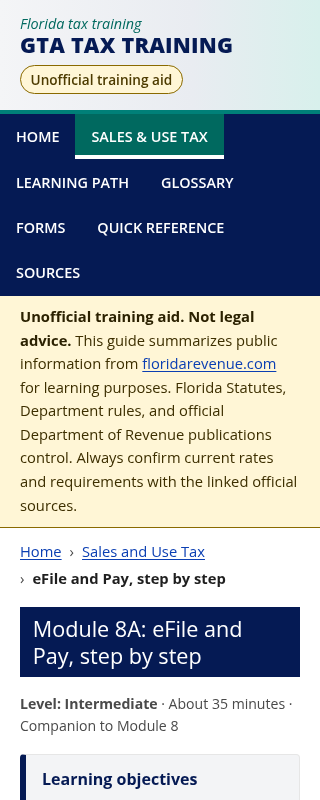 Florida tax training
GTA TAX TRAINING
Unofficial training aid
HOME SALES & USE TAX
LEARNING PATH GLOSSARY
FORMS QUICK REFERENCE
SOURCES
Unofficial training aid. Not legal
advice. This guide summarizes public
information from floridarevenue.com
for learning purposes. Florida Statutes,
Department rules, and official
Department of Revenue publications
control. Always confirm current rates
and requirements with the linked official
sources.
Home › Sales and Use Tax
› eFile and Pay, step by step
Module 8A: eFile and
Pay, step by step
Level: Intermediate · About 35 minutes ·
Companion to Module 8
Learning objectives